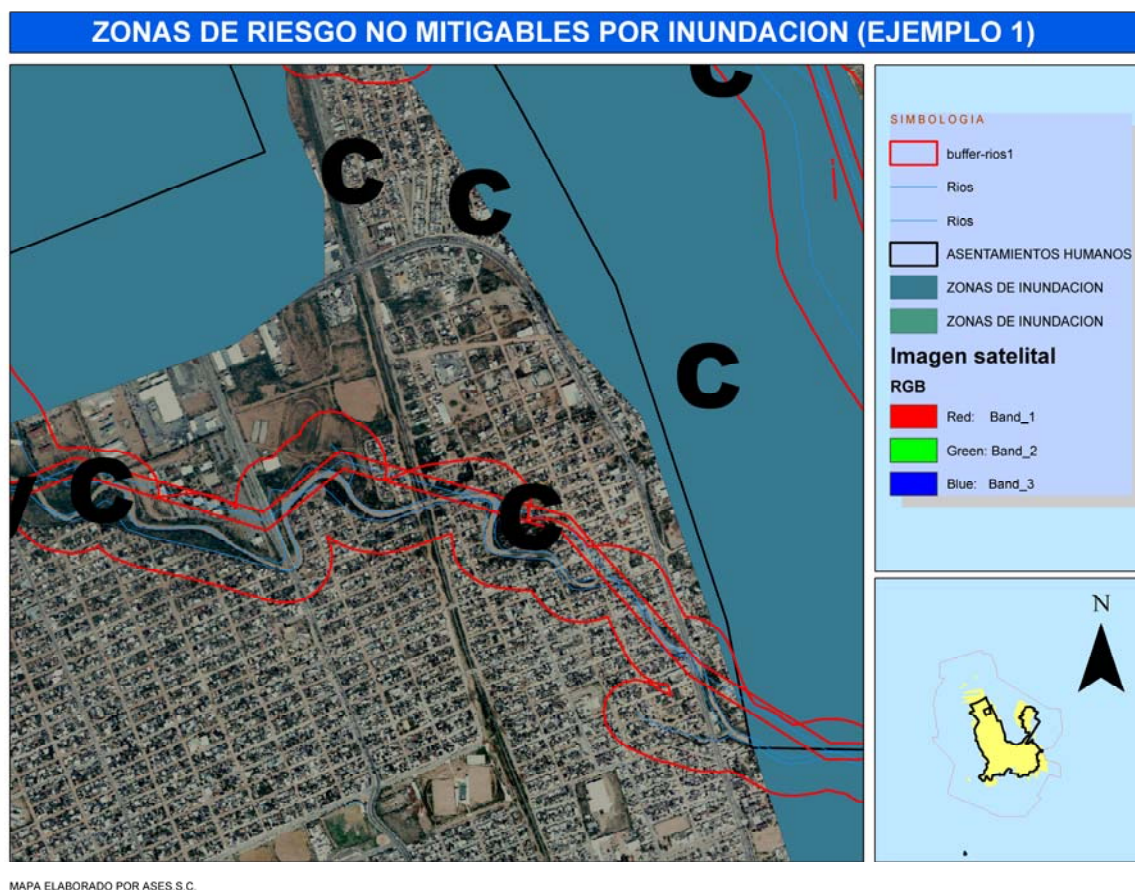 ZONAS DE RIESGO NO MITIGABLES POR INUNDACION (EJEMPLO 1)
C
C
C
C
C
C
SIMBOLOGIA
buffer-rios1
Rios
Rios
ASENTAMIENTOS HUMANOS
ZONAS DE INUNDACION
ZONAS DE INUNDACION
Imagen satelital
RGB
Red: Band_1
Green: Band_2
Blue: Band_3
N
MAPA ELABORADO POR ASES S.C.